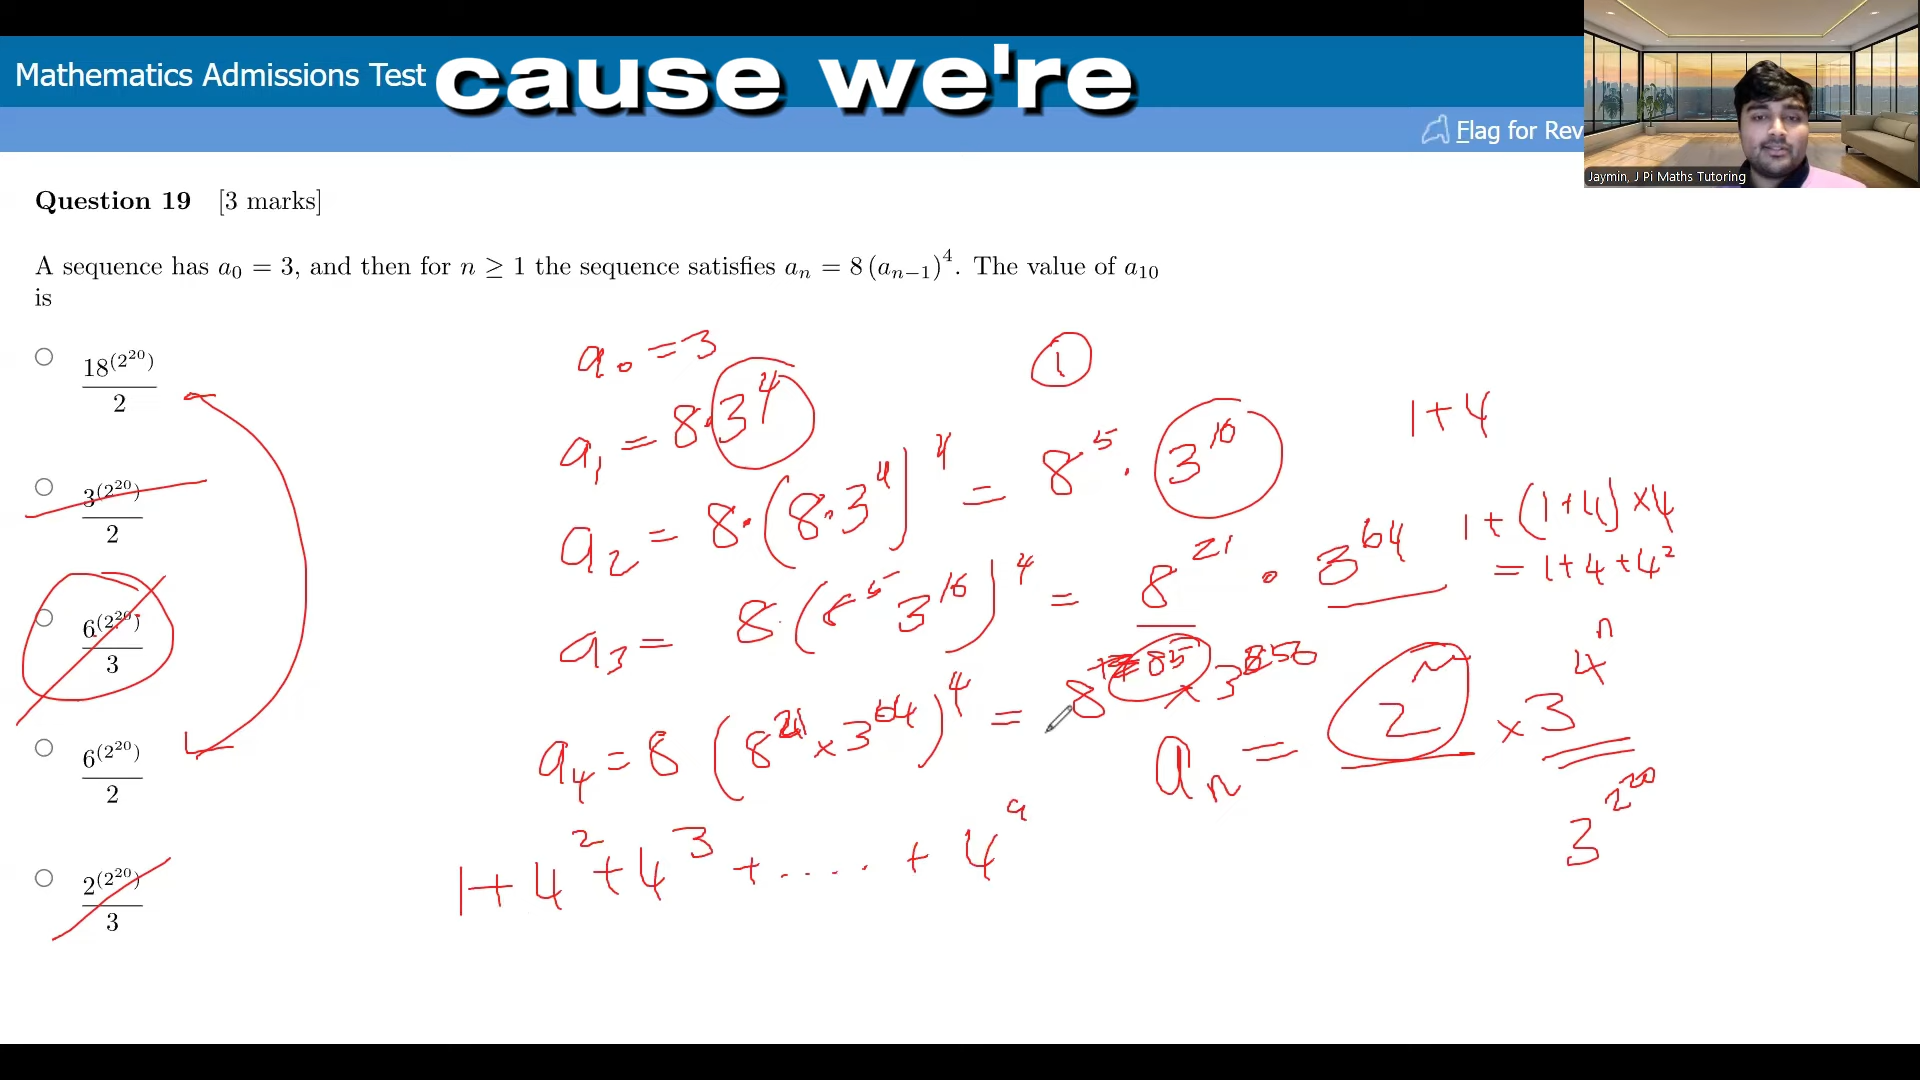 Mathematics Admissions Test
cause we're
Flag for Rev
Jaymin, J Pi Maths Tutoring
Question 19 [3 marks]
A sequence has a₀ = 3, and then for n ≥ 1 the sequence satisfies aₙ = 8 (aₙ₋₁)⁴. The value of a₁₀
is
18^(2^20) / 2
3^(2^20) / 2
6^(2^20) / 3
6^(2^20) / 2
2^(2^20) / 3
a₀ = 3
①
a₁ = 8·3⁴
1+4
a₂ = 8·(8·3⁴)⁴ = 8⁵·3¹⁶
1+(1+4)×4
= 1+4+4²
a₃ = 8·(8⁵3¹⁶)⁴ = 8²¹·3⁶⁴
a₄ = 8(8²¹×3⁶⁴)⁴ = 8⁸⁵×3²⁵⁶
aₙ = 2^~ × 3^(4^n)
3^(2^20)
1+4²+4³+.....+4^9